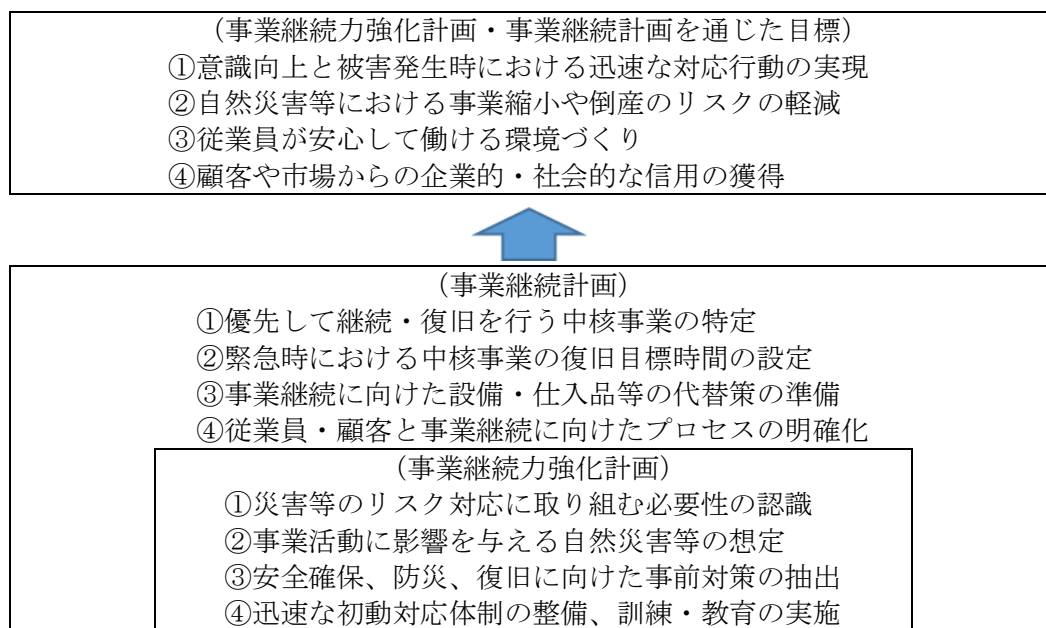 （事業継続力強化計画・事業継続計画を通じた目標）
①意識向上と被害発生時における迅速な対応行動の実現
②自然災害等における事業縮小や倒産のリスクの軽減
③従業員が安心して働ける環境づくり
④顧客や市場からの企業的・社会的な信用の獲得
（事業継続計画）
①優先して継続・復旧を行う中核事業の特定
②緊急時における中核事業の復旧目標時間の設定
③事業継続に向けた設備・仕入品等の代替策の準備
④従業員・顧客と事業継続に向けたプロセスの明確化
（事業継続力強化計画）
①災害等のリスク対応に取り組む必要性の認識
②事業活動に影響を与える自然災害等の想定
③安全確保、防災、復旧に向けた事前対策の抽出
④迅速な初動対応体制の整備、訓練・教育の実施